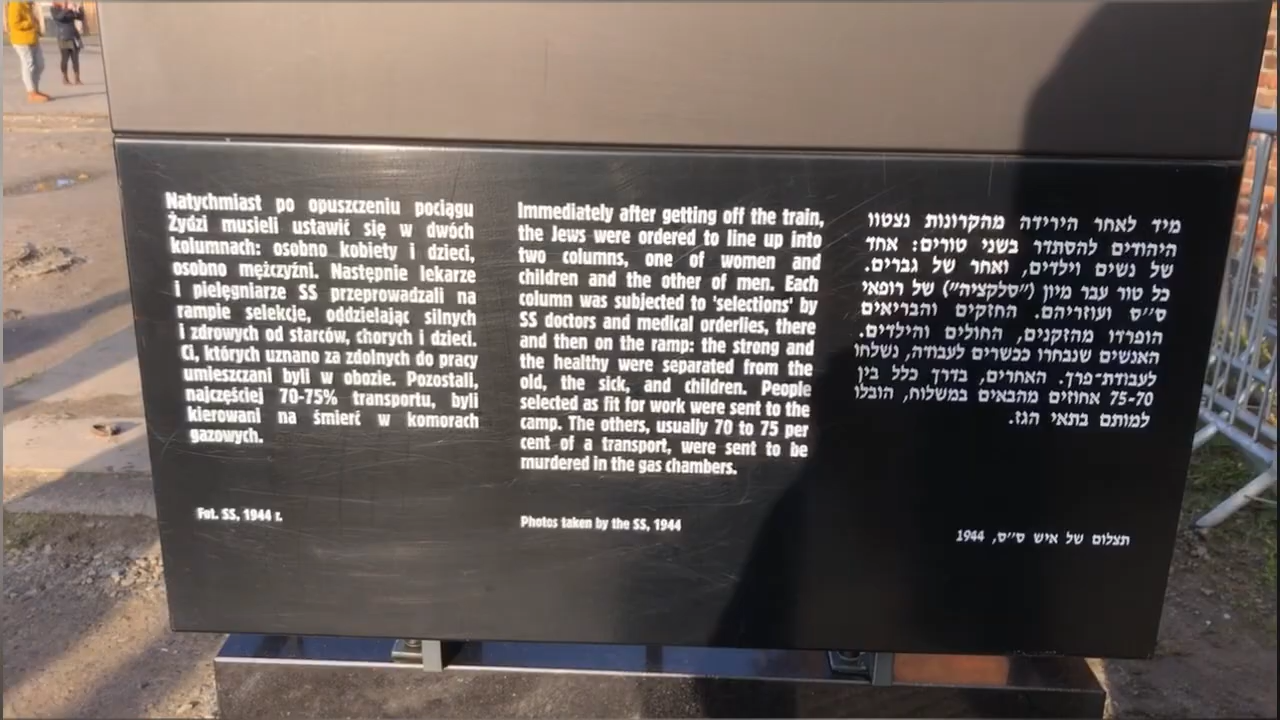 Natychmiast po opuszczeniu pociągu
Żydzi musieli ustawić się w dwóch
kolumnach: osobno kobiety i dzieci,
osobno mężczyźni. Następnie lekarze
i pielęgniarze SS przeprowadzali na
rampie selekcje, oddzielając silnych
i zdrowych od starców, chorych i dzieci.
Ci, których uznano za zdolnych do pracy
umieszczani byli w obozie. Pozostali,
najczęściej 70-75% transportu, byli
kierowani na śmierć w komorach
gazowych.
Fot. SS, 1944 r.
Immediately after getting off the train,
the Jews were ordered to line up into
two columns, one of women and
children and the other of men. Each
column was subjected to 'selections' by
SS doctors and medical orderlies, there
and then on the ramp: the strong and
the healthy were separated from the
old, the sick, and children. People
selected as fit for work were sent to the
camp. The others, usually 70 to 75 per
cent of a transport, were sent to be
murdered in the gas chambers.
Photos taken by the SS, 1944
מיד לאחר הירידה מהקרונות נצטוו
היהודים להסתדר בשני טורים: אחד
של נשים וילדים, ואחר של גברים.
כל טור עבר מיון ("סלקציה") של רופאי
ס"ס ועוזריהם. החזקים והבריאים
הופרדו מהזקנים, החולים והילדים.
האנשים שנבחרו ככשרים לעבודה, נשלחו
לעבודת-פרך. האחרים, בדרך כלל בין
75-70 אחוזים מהבאים במשלוח, הובלו
למותם בתאי הגז.
תצלום של איש ס"ס, 1944